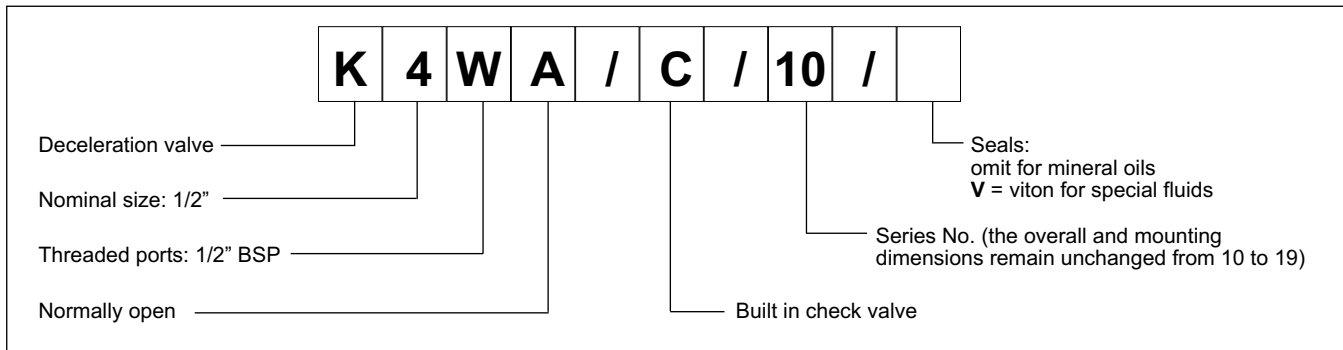 K 4 W A / C / 10 /
Deceleration valve
Nominal size: 1/2”
Threaded ports: 1/2” BSP
Normally open
Seals:
omit for mineral oils
V = viton for special fluids
Series No. (the overall and mounting
dimensions remain unchanged from 10 to 19)
Built in check valve